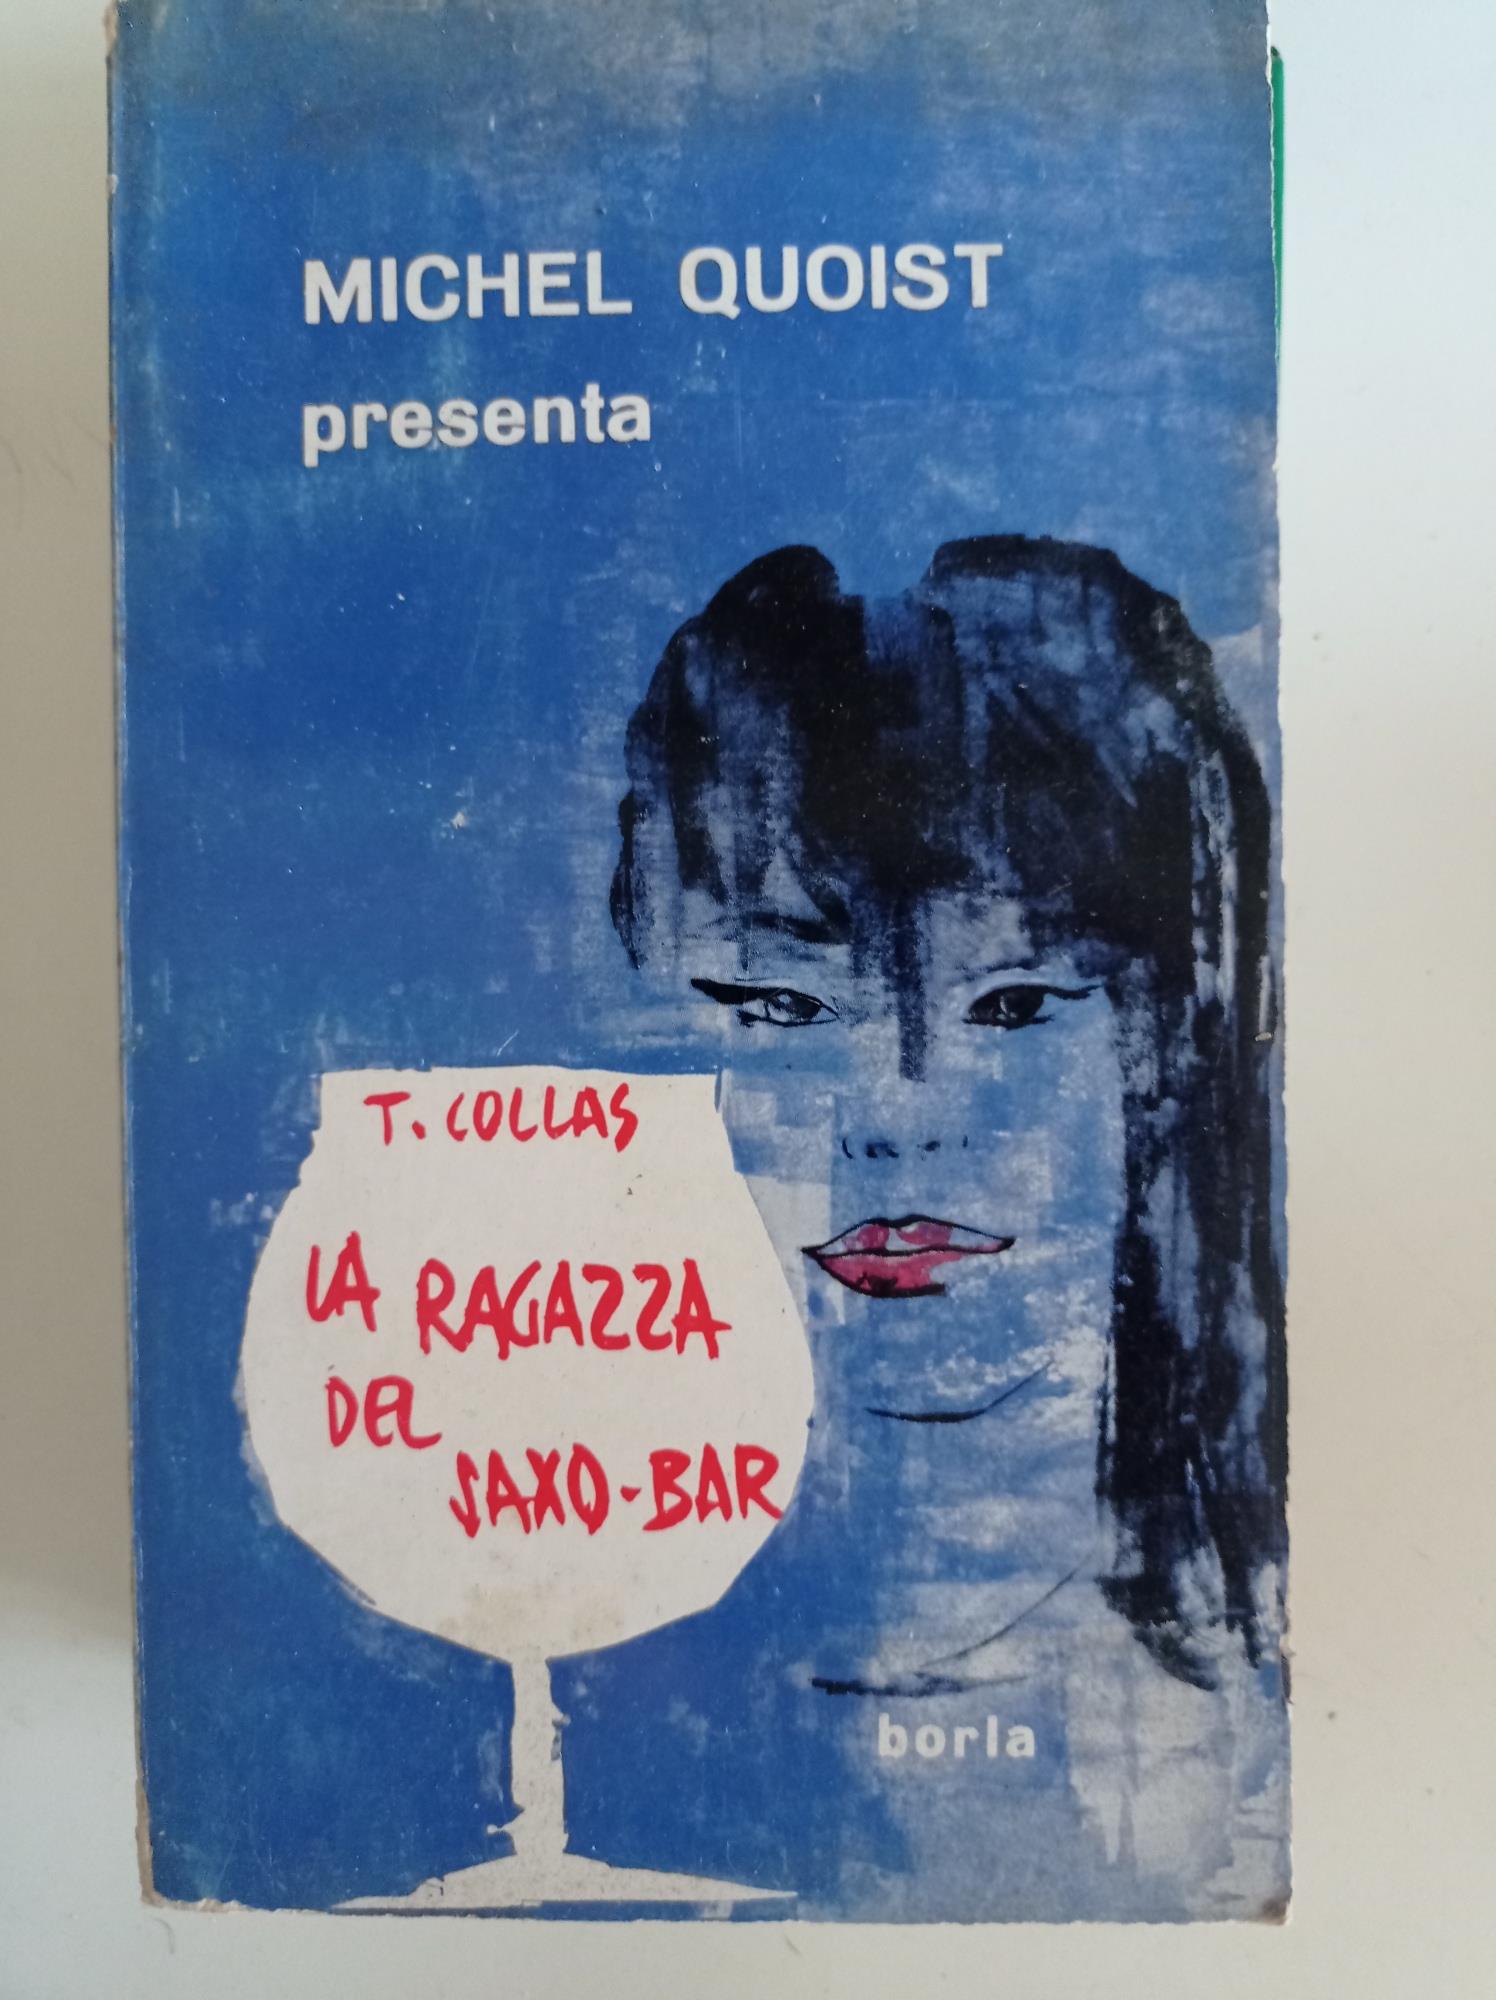 MICHEL QUOIST
presenta
T. COLLAS
LA RAGAZZA
DEL
SAXO-BAR
borla